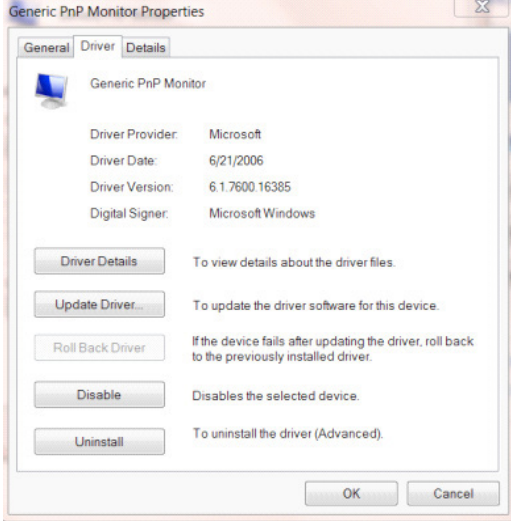 Generic PnP Monitor Properties
General Driver Details
Generic PnP Monitor
Driver Provider: Microsoft
Driver Date: 6/21/2006
Driver Version: 6.1.7600.16385
Digital Signer: Microsoft Windows
Driver Details To view details about the driver files.
Update Driver... To update the driver software for this device.
Roll Back Driver If the device fails after updating the driver, roll back
to the previously installed driver.
Disable Disables the selected device.
Uninstall To uninstall the driver (Advanced).
OK Cancel